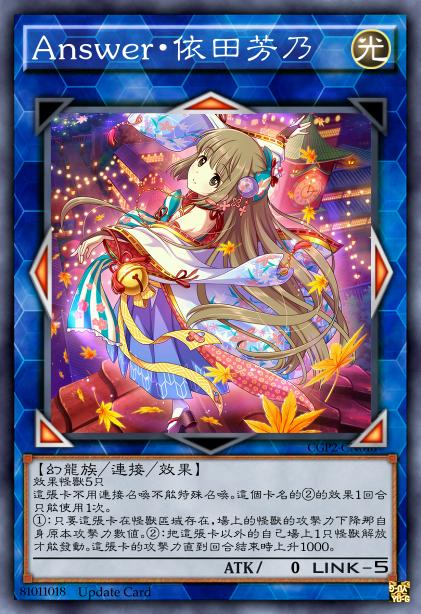 Answer・依田芳乃
光
【幻龍族/連接/效果】
效果怪獸5只
這張卡不用連接召喚不能特殊召喚。這個卡名的②的效果1回合
只能使用1次。
①:只要這張卡在怪獸區域存在,場上的怪獸的攻擊力下降那自
身原本攻擊力數值。②:把這張卡以外的自己場上1只怪獸解放
才能發動。這張卡的攻擊力直到回合結束時上升1000。
ATK/ 0 LINK-5
81011018 Update Card